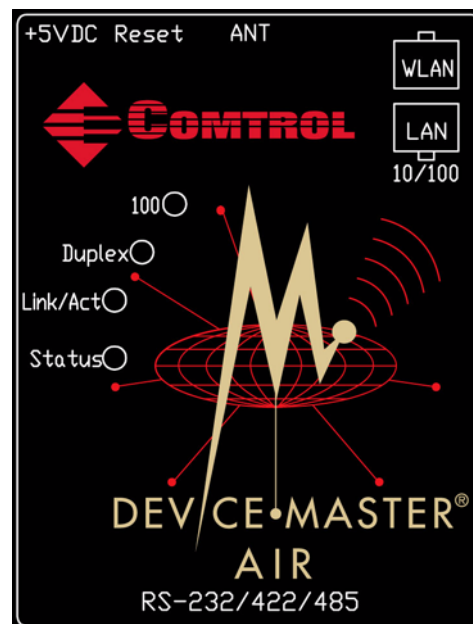 +5VDC Reset ANT
WLAN
COMTROL
LAN
10/100
100
Duplex
Link/Act
Status
DEVICE•MASTER®
AIR
RS-232/422/485